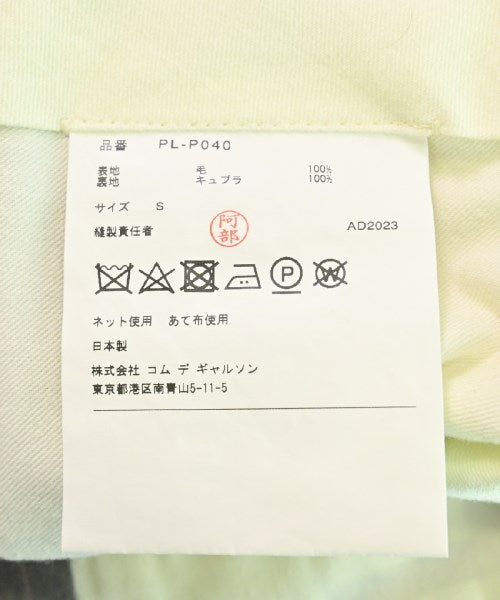 品番 PL-P040
表地 毛 100%
裏地 キュプラ 100%
サイズ S
縫製責任者 阿部 AD2023
P W
ネット使用 あて布使用
日本製
株式会社 コム デ ギャルソン
東京都港区南青山5-11-5